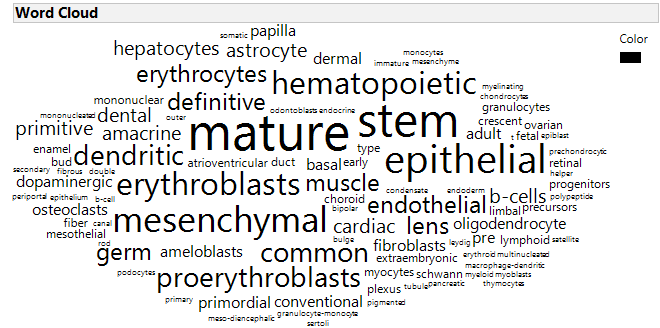 Word Cloud
Color
somatic papilla
hepatocytes astrocyte dermal monocytes
immature mesenchyme
erythrocytes hematopoietic myelinating
chondrocytes
mononuclear definitive odontoblasts endocrine granulocytes
mononucleated dental outer crescent ovarian
primitive amacrine mature stem adult t fetal epiblast
enamel type prechondrogenic
bud dendritic atrioventricular duct basal early epithelial retinal
secondary fibrous double helper
dopaminergic erythroblasts muscle condensate endoderm progenitors
periportal epithelium b-cell choroid endothelial b-cells polypeptide
osteoclasts bipolar limbal precursors
fiber canal mesenchymal cardiac lens oligodendrocyte
mesothelial
rod bulge fibroblasts leydig pre lymphoid satellite
germ ameloblasts common extraembryonic erythroid multinucleated
macrophage-dendritic
podocytes proerythroblasts myocytes schwann myeloid myoblasts
plexus tubule pancreatic thymocytes
primary primordial conventional pigmented
meso-diencephalic granulocyte-monocyte
sertoli